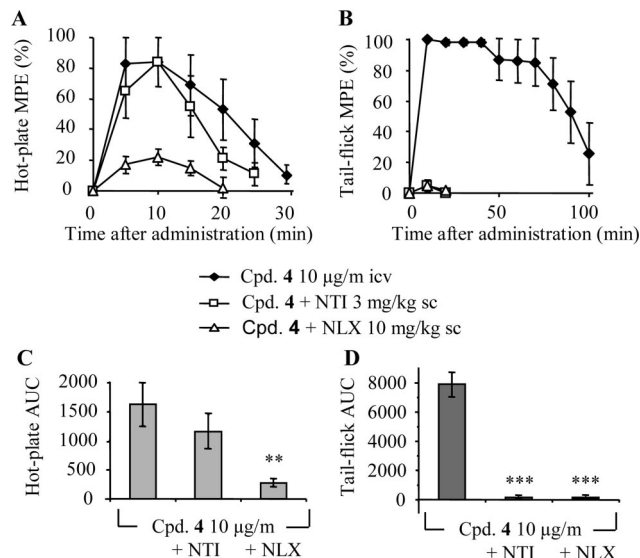 A
Hot-plate MPE (%)
100
80
60
40
20
0
0 10 20 30
Time after administration (min)
B
Tail-flick MPE (%)
100
80
60
40
20
0
0 50 100
Time after administration (min)
Cpd. 4 10 µg/m icv
Cpd. 4 + NTI 3 mg/kg sc
Cpd. 4 + NLX 10 mg/kg sc
C
Hot-plate AUC
2000
1500
1000
500
0
**
Cpd. 4 10 µg/m
+ NTI + NLX
D
Tail-flick AUC
8000
6000
4000
2000
0
*** ***
Cpd. 4 10 µg/m
+ NTI + NLX